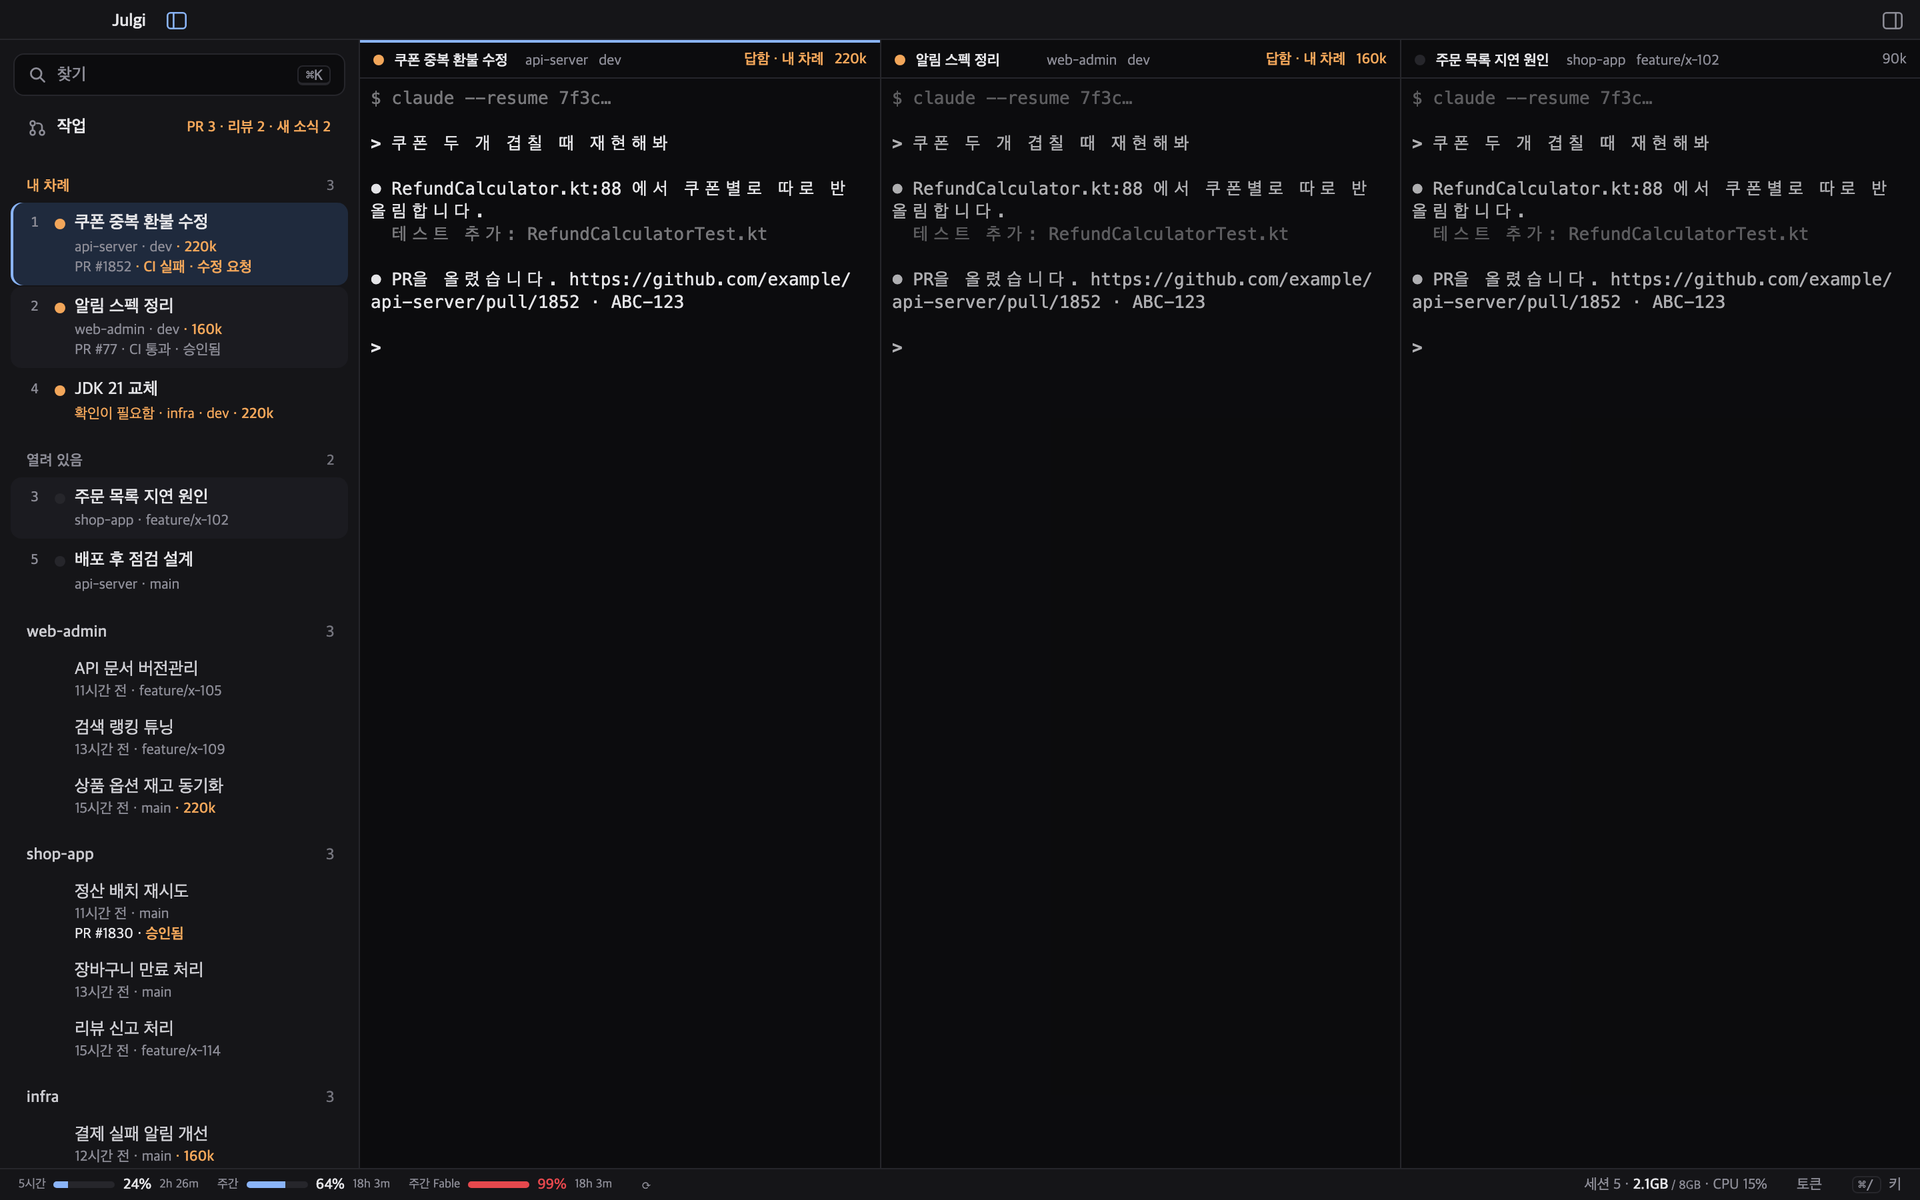 Julgi
찾기 ⌘K
작업 PR 3 · 리뷰 2 · 새 소식 2
내 차례 3
1 쿠폰 중복 환불 수정
api-server · dev · 220k
PR #1852 · CI 실패 · 수정 요청
2 알림 스펙 정리
web-admin · dev · 160k
PR #77 · CI 통과 · 승인됨
4 JDK 21 교체
확인이 필요함 · infra · dev · 220k
열려 있음 2
3 주문 목록 지연 원인
shop-app · feature/x-102
5 배포 후 점검 설계
api-server · main
web-admin 3
API 문서 버전관리
11시간 전 · feature/x-105
검색 랭킹 튜닝
13시간 전 · feature/x-109
상품 옵션 재고 동기화
15시간 전 · main · 220k
shop-app 3
정산 배치 재시도
11시간 전 · main
PR #1830 · 승인됨
장바구니 만료 처리
13시간 전 · main
리뷰 신고 처리
15시간 전 · feature/x-114
infra 3
결제 실패 알림 개선
12시간 전 · main · 160k
쿠폰 중복 환불 수정 api-server dev 답함 · 내 차례 220k
$ claude --resume 7f3c…
> 쿠폰 두 개 겹칠 때 재현해봐
● RefundCalculator.kt:88 에서 쿠폰별로 따로 반
올림합니다.
테스트 추가: RefundCalculatorTest.kt
● PR을 올렸습니다. https://github.com/example/
api-server/pull/1852 · ABC-123
>
알림 스펙 정리 web-admin dev 답함 · 내 차례 160k
$ claude --resume 7f3c…
> 쿠폰 두 개 겹칠 때 재현해봐
● RefundCalculator.kt:88 에서 쿠폰별로 따로 반
올림합니다.
테스트 추가: RefundCalculatorTest.kt
● PR을 올렸습니다. https://github.com/example/
api-server/pull/1852 · ABC-123
>
주문 목록 지연 원인 shop-app feature/x-102 90k
$ claude --resume 7f3c…
> 쿠폰 두 개 겹칠 때 재현해봐
● RefundCalculator.kt:88 에서 쿠폰별로 따로 반
올림합니다.
테스트 추가: RefundCalculatorTest.kt
● PR을 올렸습니다. https://github.com/example/
api-server/pull/1852 · ABC-123
>
5시간 24% 2h 26m 주간 64% 18h 3m 주간 Fable 99% 18h 3m ⟳ 세션 5 · 2.1GB / 8GB · CPU 15% 토큰 ⌘/ 키